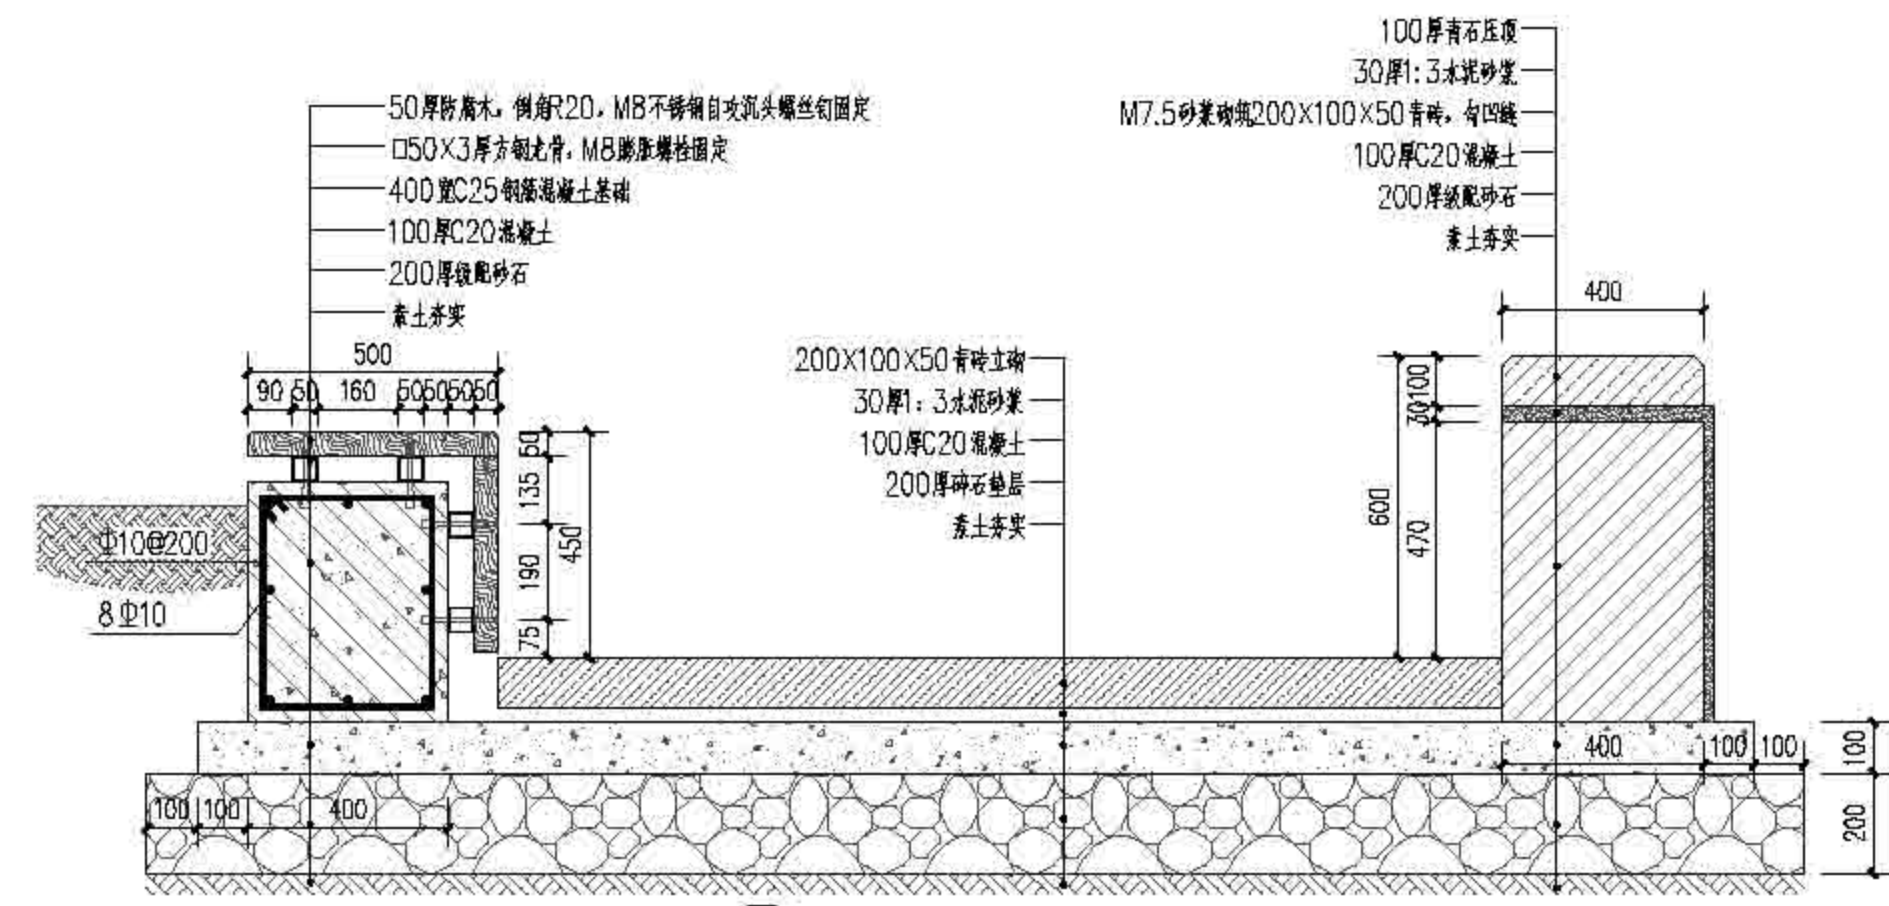 100厚青石压顶
30厚1:3水泥砂浆
M7.5砂浆砌筑200X100X50青砖，勾凹缝
100厚C20混凝土
200厚级配砂石
素土夯实
50厚防腐木，倒角R20，M8不锈钢自攻沉头螺丝钉固定
□50X3厚方钢龙骨，M8膨胀螺栓固定
400宽C25钢筋混凝土基础
100厚C20混凝土
200厚级配砂石
素土夯实
400
500
90 50 160 50 50 50 50
200X100X50青砖立砌
30厚1：3水泥砂浆
100厚C20混凝土
200厚碎石垫层
素土夯实
50
135
190
75
450
100
30
470
600
Φ10@200
8Φ10
400 100 100
100
200
100 100 400